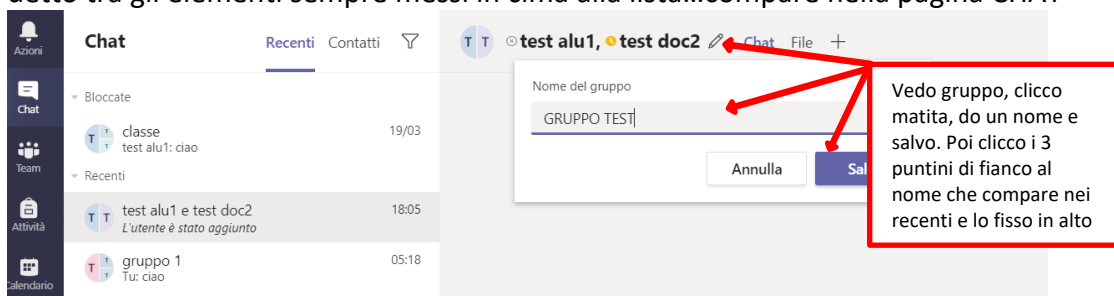 detto tra gli elementi sempre messi in cima alla lista...compare nella pagina CHAT
Azioni
Chat
Team
Attività
Calendario
Chat Recenti Contatti
Bloccate
classe 19/03
test alu1: ciao
Recenti
test alu1 e test doc2 18:05
L'utente è stato aggiunto
gruppo 1 05:18
Tu: ciao
T T test alu1, test doc2 Chat File +
Nome del gruppo
GRUPPO TEST
Annulla Sal
Vedo gruppo, clicco
matita, do un nome e
salvo. Poi clicco i 3
puntini di fianco al
nome che compare nei
recenti e lo fisso in alto